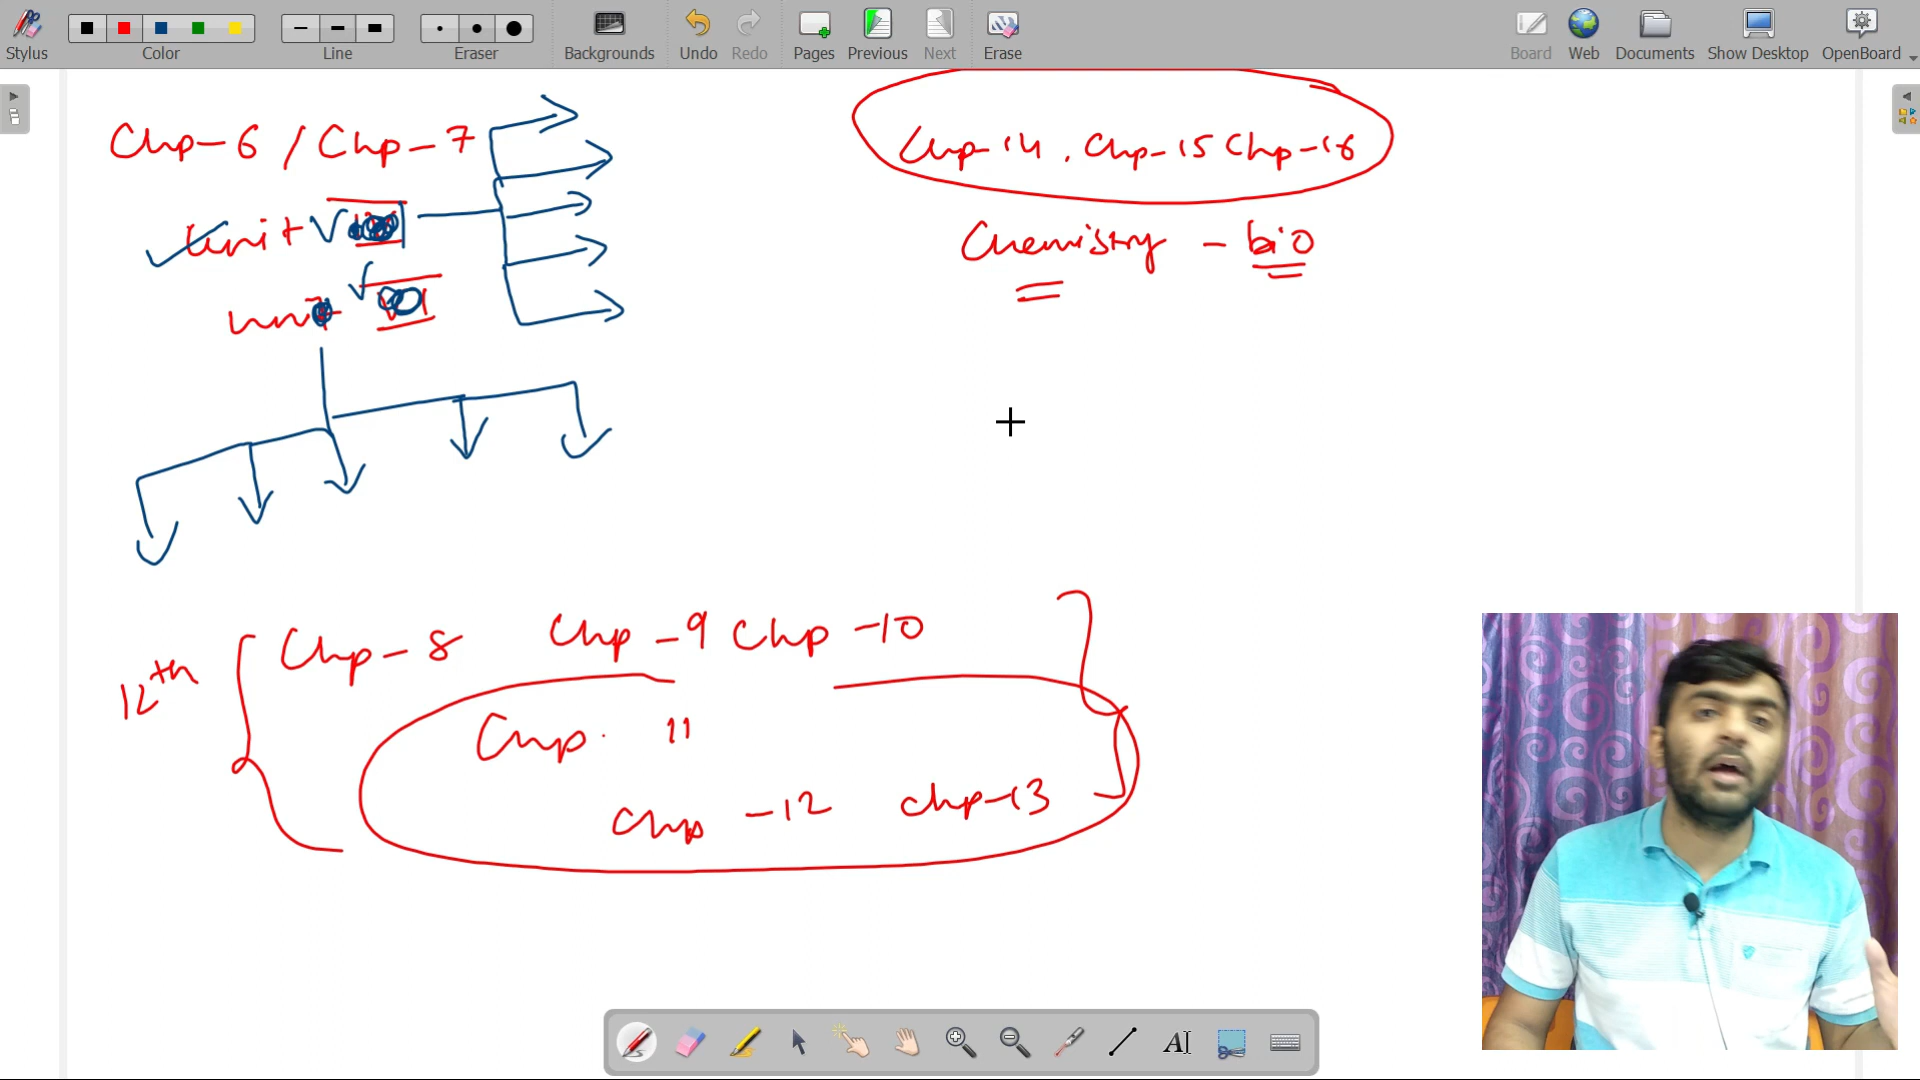 Stylus Color Line Eraser Backgrounds Undo Redo Pages Previous Next Erase Board Web Documents Show Desktop OpenBoard
Chp-6 / Chp-7
unit
unit
Chp-14, Chp-15 Chp-16
Chemistry - bio
12th
Chp-8 Chp-9 Chp-10
Chp. 11
Chp-12 chp-13
AI